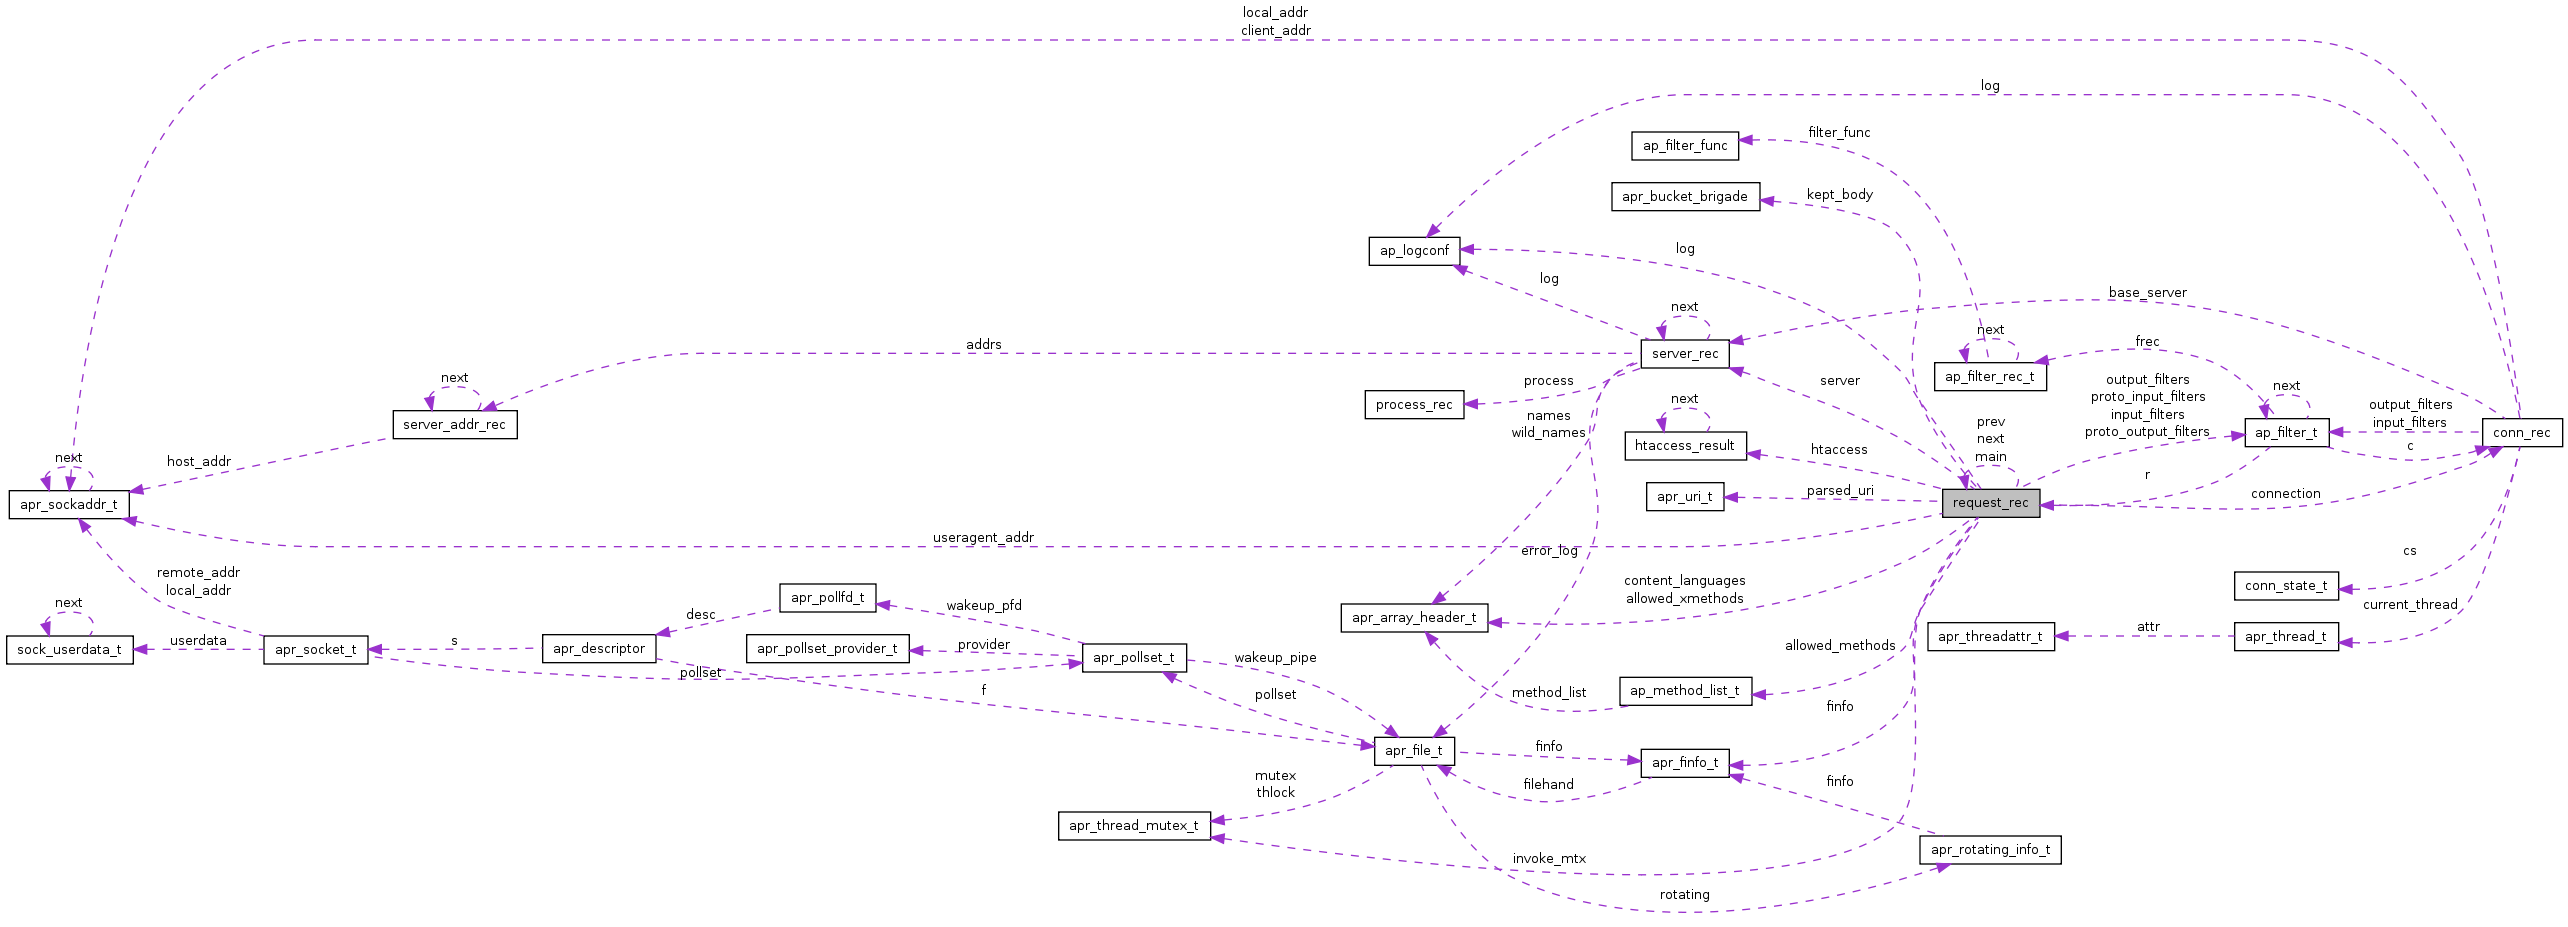 local_addr
client_addr
log
filter_func
ap_filter_func
kept_body
apr_bucket_brigade
log
ap_logconf
log
base_server
next
next
server_rec
addrs
frec
ap_filter_rec_t
next
server_addr_rec
process
process_rec
server
output_filters
proto_input_filters
input_filters
proto_output_filters
next
ap_filter_t
output_filters
input_filters
c
conn_rec
names
wild_names
next
htaccess_result
htaccess
prev
next
main
r
next
apr_sockaddr_t
host_addr
apr_uri_t
parsed_uri
request_rec
connection
useragent_addr
error_log
cs
conn_state_t
remote_addr
local_addr
content_languages
allowed_xmethods
next
sock_userdata_t
userdata
apr_socket_t
s
desc
apr_descriptor
apr_pollfd_t
wakeup_pfd
apr_pollset_provider_t
provider
apr_pollset_t
pollset
wakeup_pipe
apr_array_header_t
current_thread
apr_threadattr_t
attr
apr_thread_t
allowed_methods
f
pollset
method_list
ap_method_list_t
finfo
apr_file_t
finfo
apr_finfo_t
filehand
finfo
mutex
thlock
apr_thread_mutex_t
invoke_mtx
apr_rotating_info_t
rotating